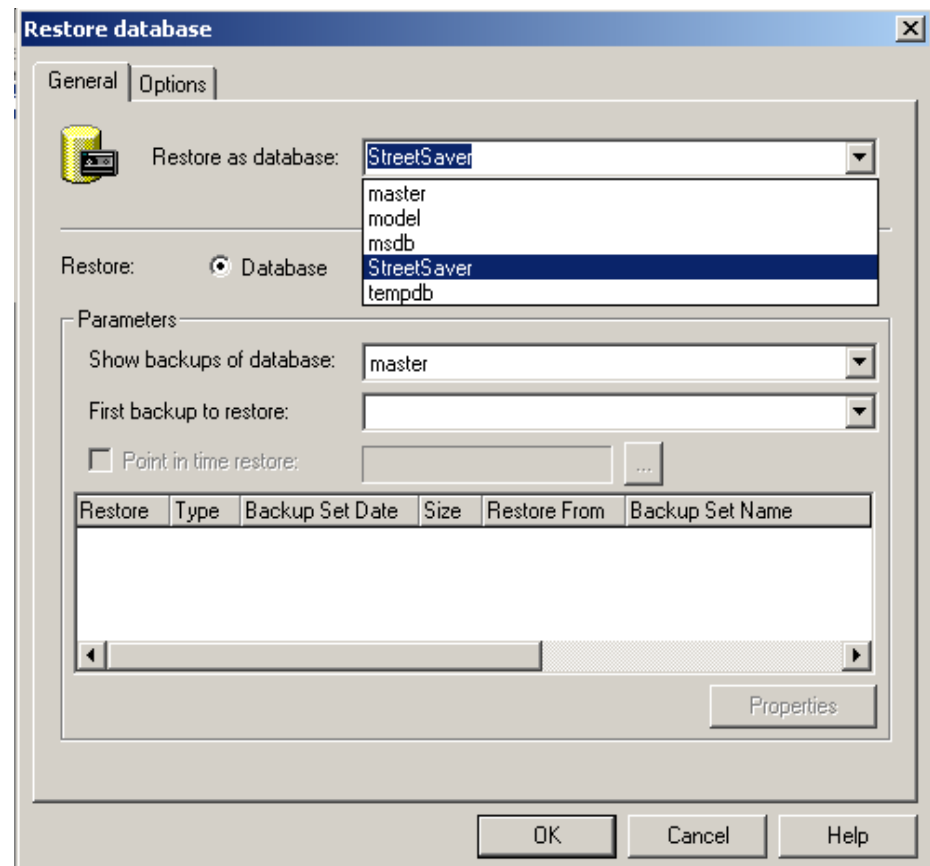 Restore database
General
Options
Restore as database:
StreetSaver
master
model
msdb
StreetSaver
tempdb
Restore:
Database
Parameters
Show backups of database:
master
First backup to restore:
Point in time restore:
...
Restore Type Backup Set Date Size Restore From Backup Set Name
Properties
OK Cancel Help